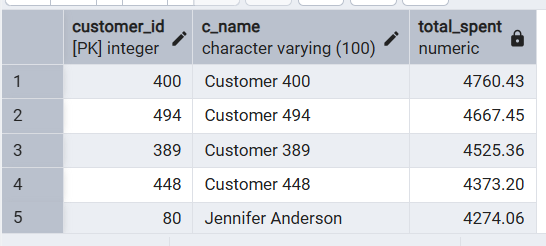 customer_id c_name total_spent
[PK] integer character varying (100) numeric
1 400 Customer 400 4760.43
2 494 Customer 494 4667.45
3 389 Customer 389 4525.36
4 448 Customer 448 4373.20
5 80 Jennifer Anderson 4274.06